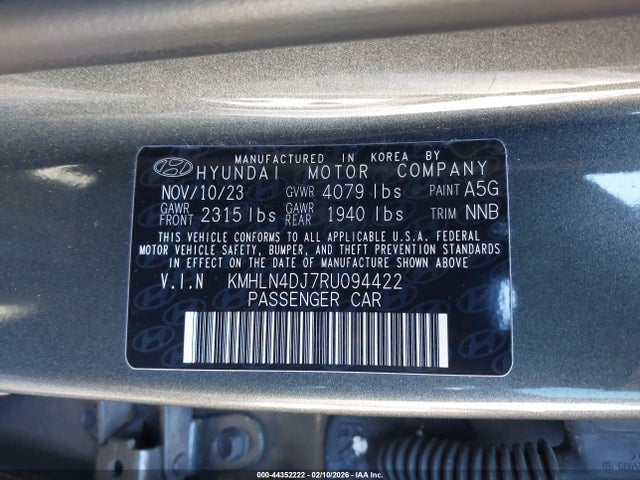 MANUFACTURED IN KOREA BY
HYUNDAI MOTOR COMPANY
NOV/10/23 GVWR 4079 lbs PAINT A5G
GAWR FRONT 2315 lbs GAWR REAR 1940 lbs TRIM NNB
THIS VEHICLE CONFORMS TO ALL APPLICABLE U.S.A. FEDERAL
MOTOR VEHICLE SAFETY, BUMPER, AND THEFT PREVENTION STANDARDS
IN EFFECT ON THE DATE OF MANUFACTURE SHOWN ABOVE
V.I.N KMHLN4DJ7RU094422
PASSENGER CAR
000-44352222 - 02/10/2026 - IAA Inc.